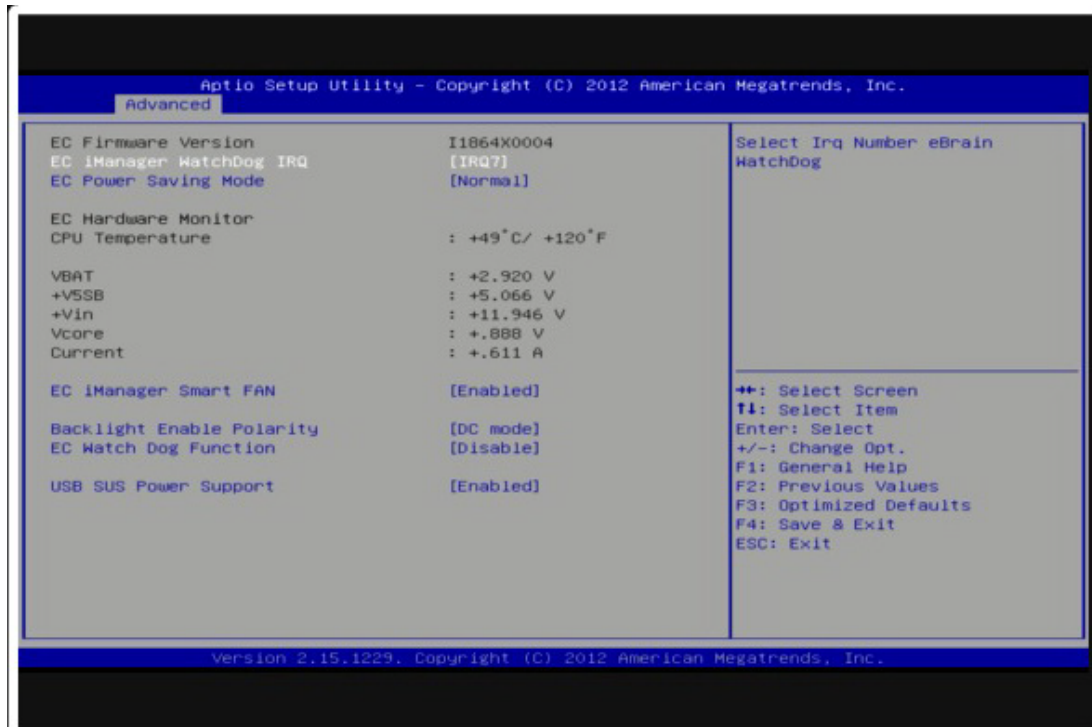 Aptio Setup Utility – Copyright (C) 2012 American Megatrends, Inc.
Advanced
EC Firmware Version I1864X0004
EC iManager WatchDog IRQ [IRQ7]
EC Power Saving Mode [Normal]
EC Hardware Monitor
CPU Temperature : +49°C/ +120°F
VBAT : +2.920 V
+V5SB : +5.066 V
+Vin : +11.946 V
Vcore : +.888 V
Current : +.611 A
EC iManager Smart FAN [Enabled]
Backlight Enable Polarity [DC mode]
EC Watch Dog Function [Disable]
USB SUS Power Support [Enabled]
Select Irq Number eBrain
WatchDog
→←: Select Screen
↑↓: Select Item
Enter: Select
+/-: Change Opt.
F1: General Help
F2: Previous Values
F3: Optimized Defaults
F4: Save & Exit
ESC: Exit
Version 2.15.1229. Copyright (C) 2012 American Megatrends, Inc.